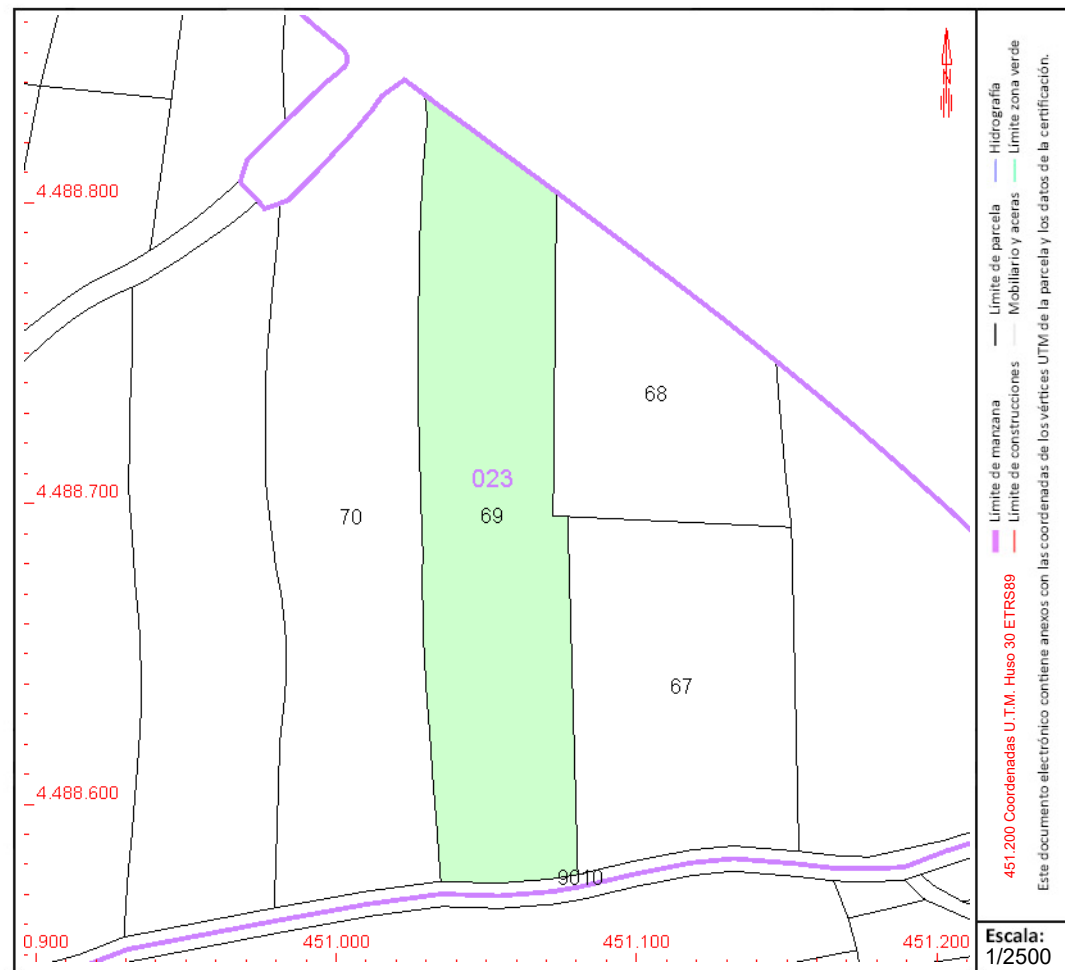 4.488.800
4.488.700
4.488.600
0.900
451.000
451.100
451.200
023
69
70
68
67
9010
N
Límite de manzana
Límite de parcela
Hidrografía
Límite de construcciones
Mobiliario y aceras
Límite zona verde
451.200 Coordenadas U.T.M. Huso 30 ETRS89
Este documento electrónico contiene anexos con las coordenadas de los vértices UTM de la parcela y los datos de la certificación.
Escala:
1/2500